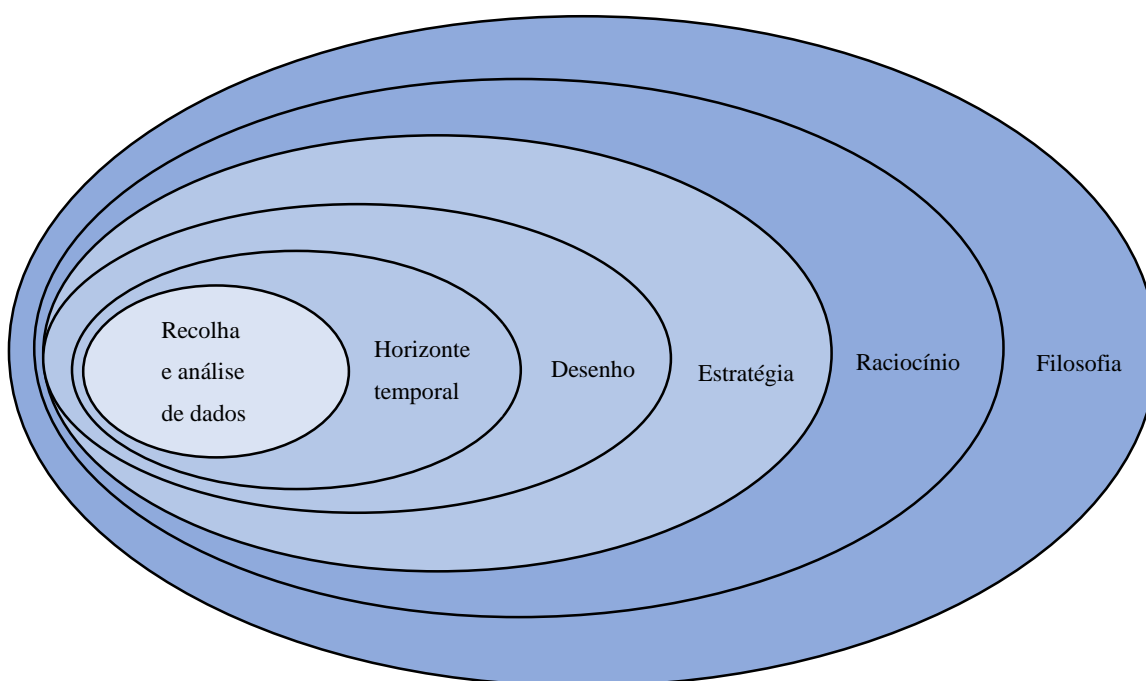 Recolha
e análise
de dados
Horizonte
temporal
Desenho
Estratégia
Raciocínio
Filosofia